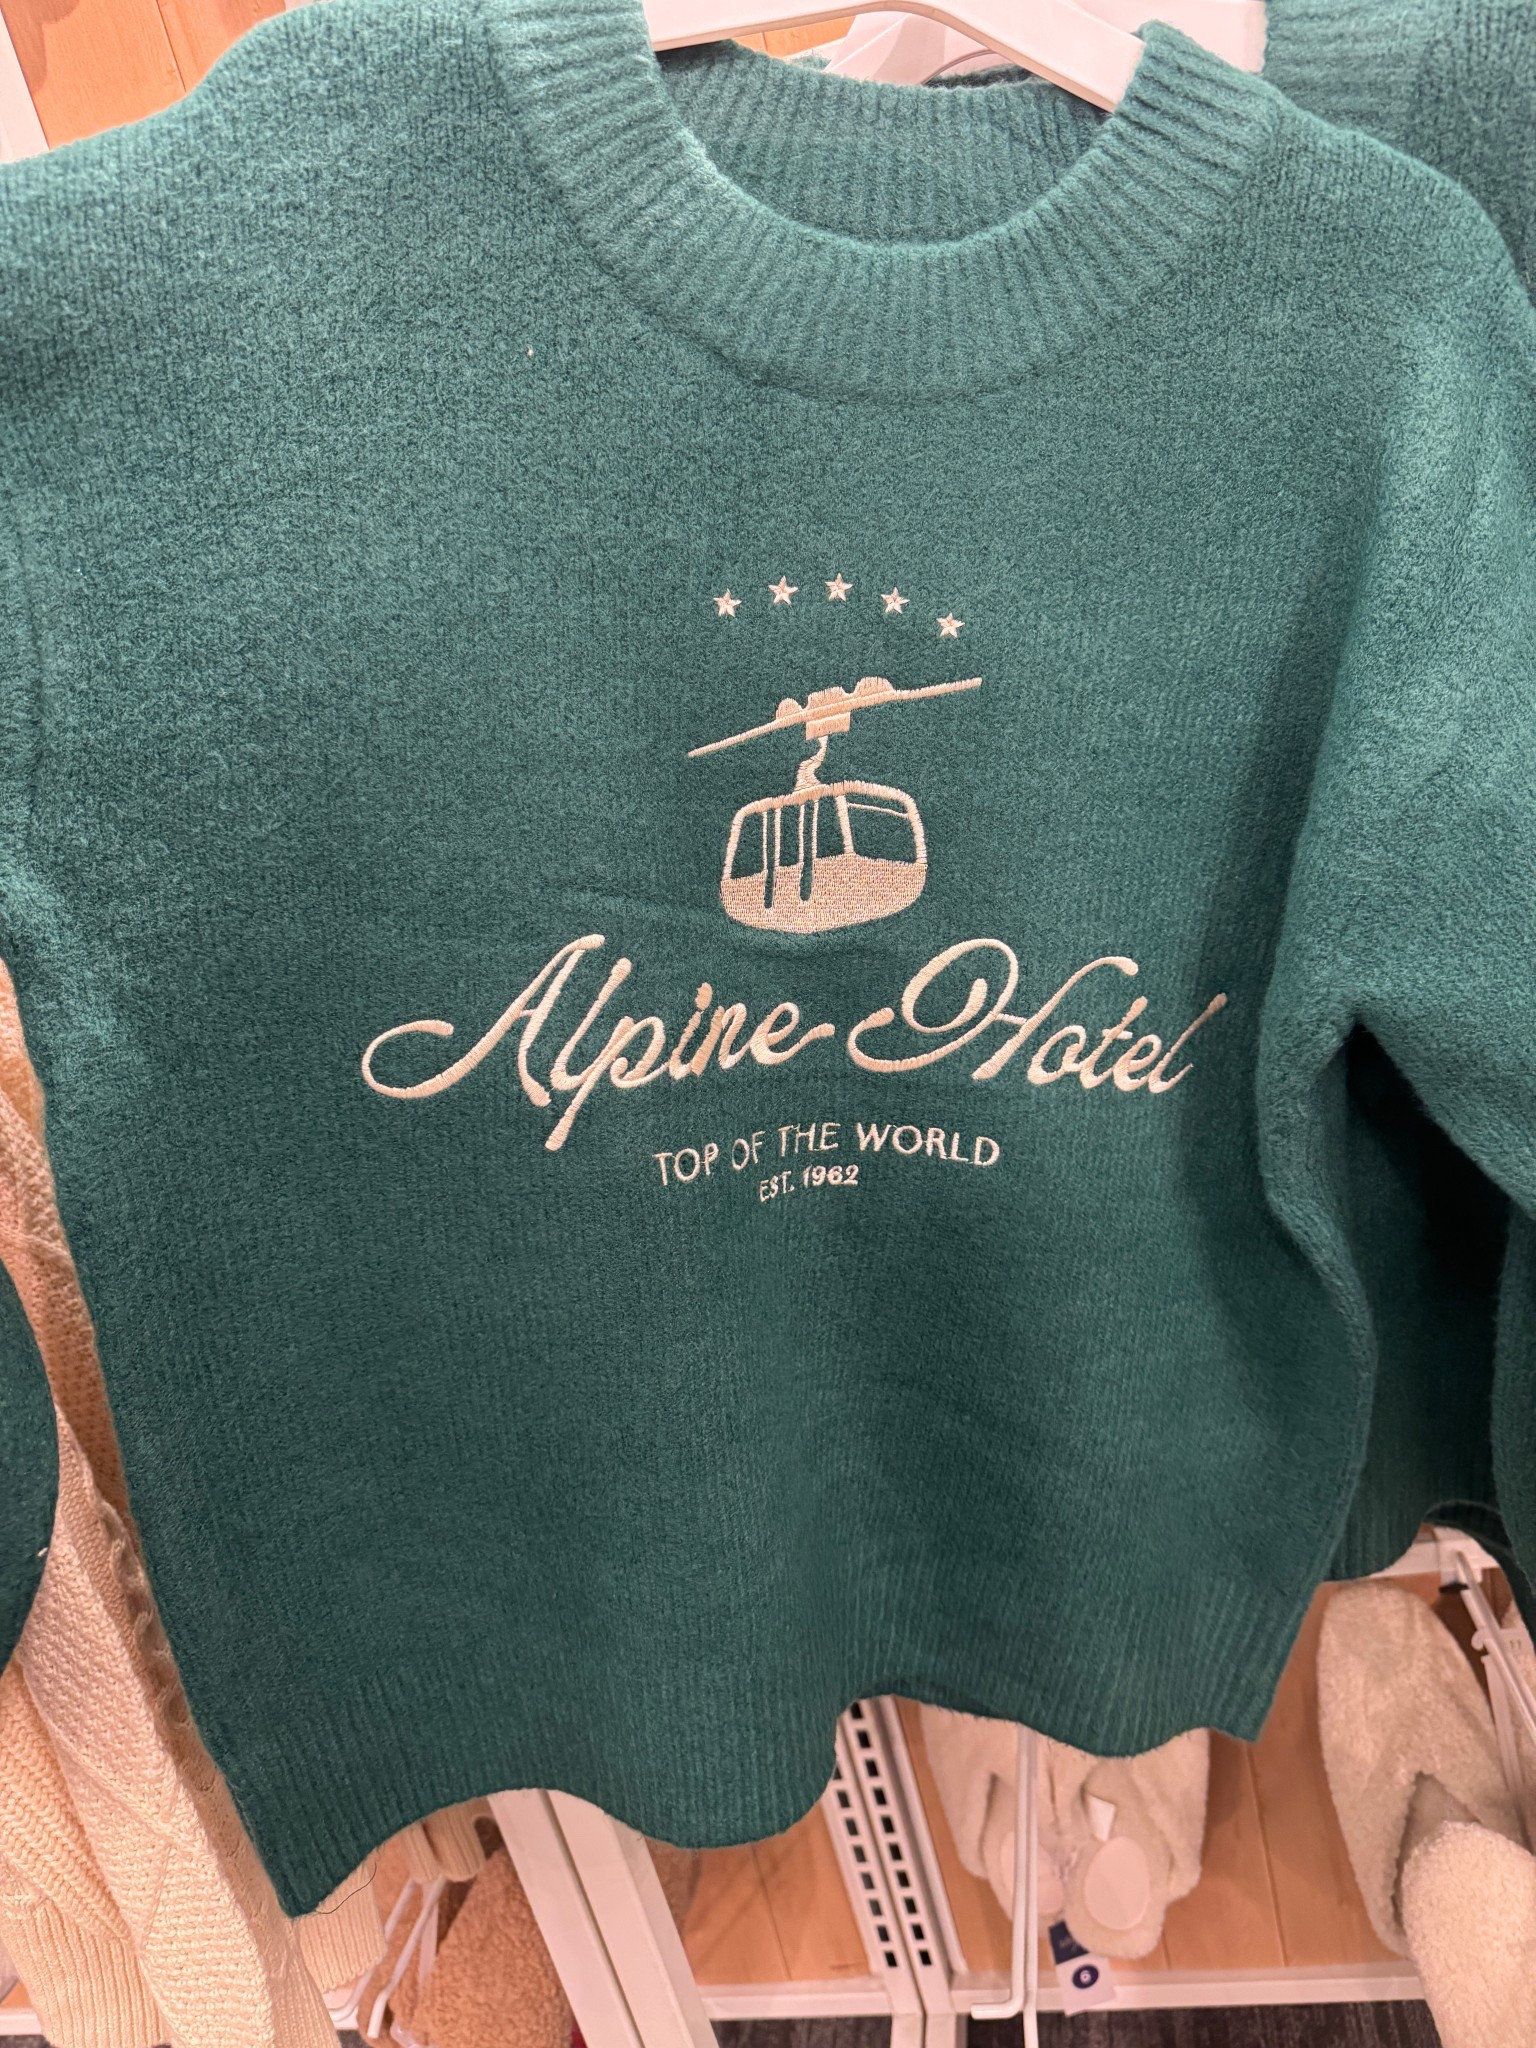 Alpine Hotel
TOP OF THE WORLD
EST. 1962